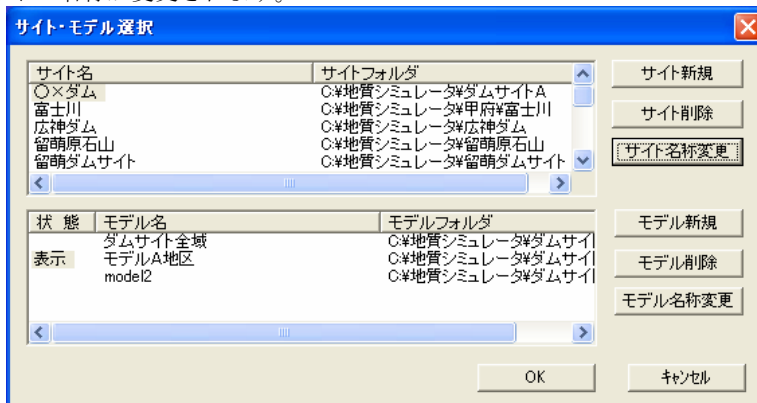 サイト・モデル選択
サイト名 サイトフォルダ
〇×ダム C:¥地質シミュレータ¥ダムサイトA
富士川 C:¥地質シミュレータ¥甲府¥富士川
広神ダム C:¥地質シミュレータ¥広神ダム
留萌原石山 C:¥地質シミュレータ¥留萌原石山
留萌ダムサイト C:¥地質シミュレータ¥留萌ダムサイト
サイト新規
サイト削除
サイト名称変更
状 態 モデル名 モデルフォルダ
ダムサイト全域 C:¥地質シミュレータ¥ダムサイ
表示 モデルA地区 C:¥地質シミュレータ¥ダムサイ
model2 C:¥地質シミュレータ¥ダムサイ
モデル新規
モデル削除
モデル名称変更
OK キャンセル